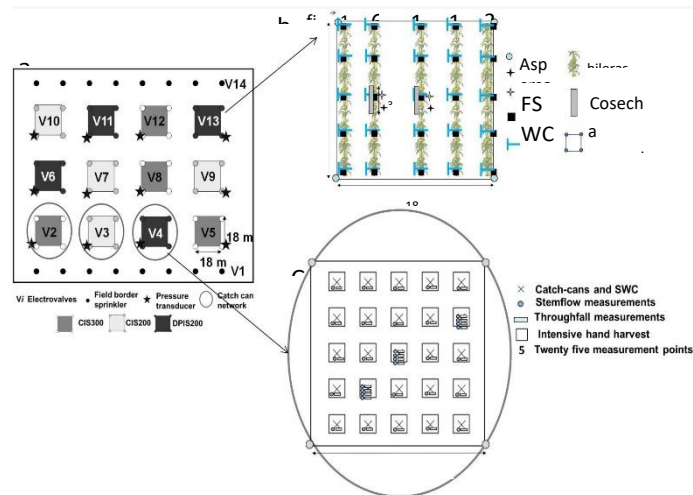 V14
V10 V11 V12 V13
V6 V7 V8 V9
V2 V3 V4 V5
18 m
18 m
V1
Vi Electrovalves
Field border sprinkler
Pressure transducer
Catch can network
CIS300 CIS200 DPIS200
Asp
FS
WC
hileras
Cosech
a
Catch-cans and SWC
Stemflow measurements
Throughfall measurements
Intensive hand harvest
5 Twenty five measurement points